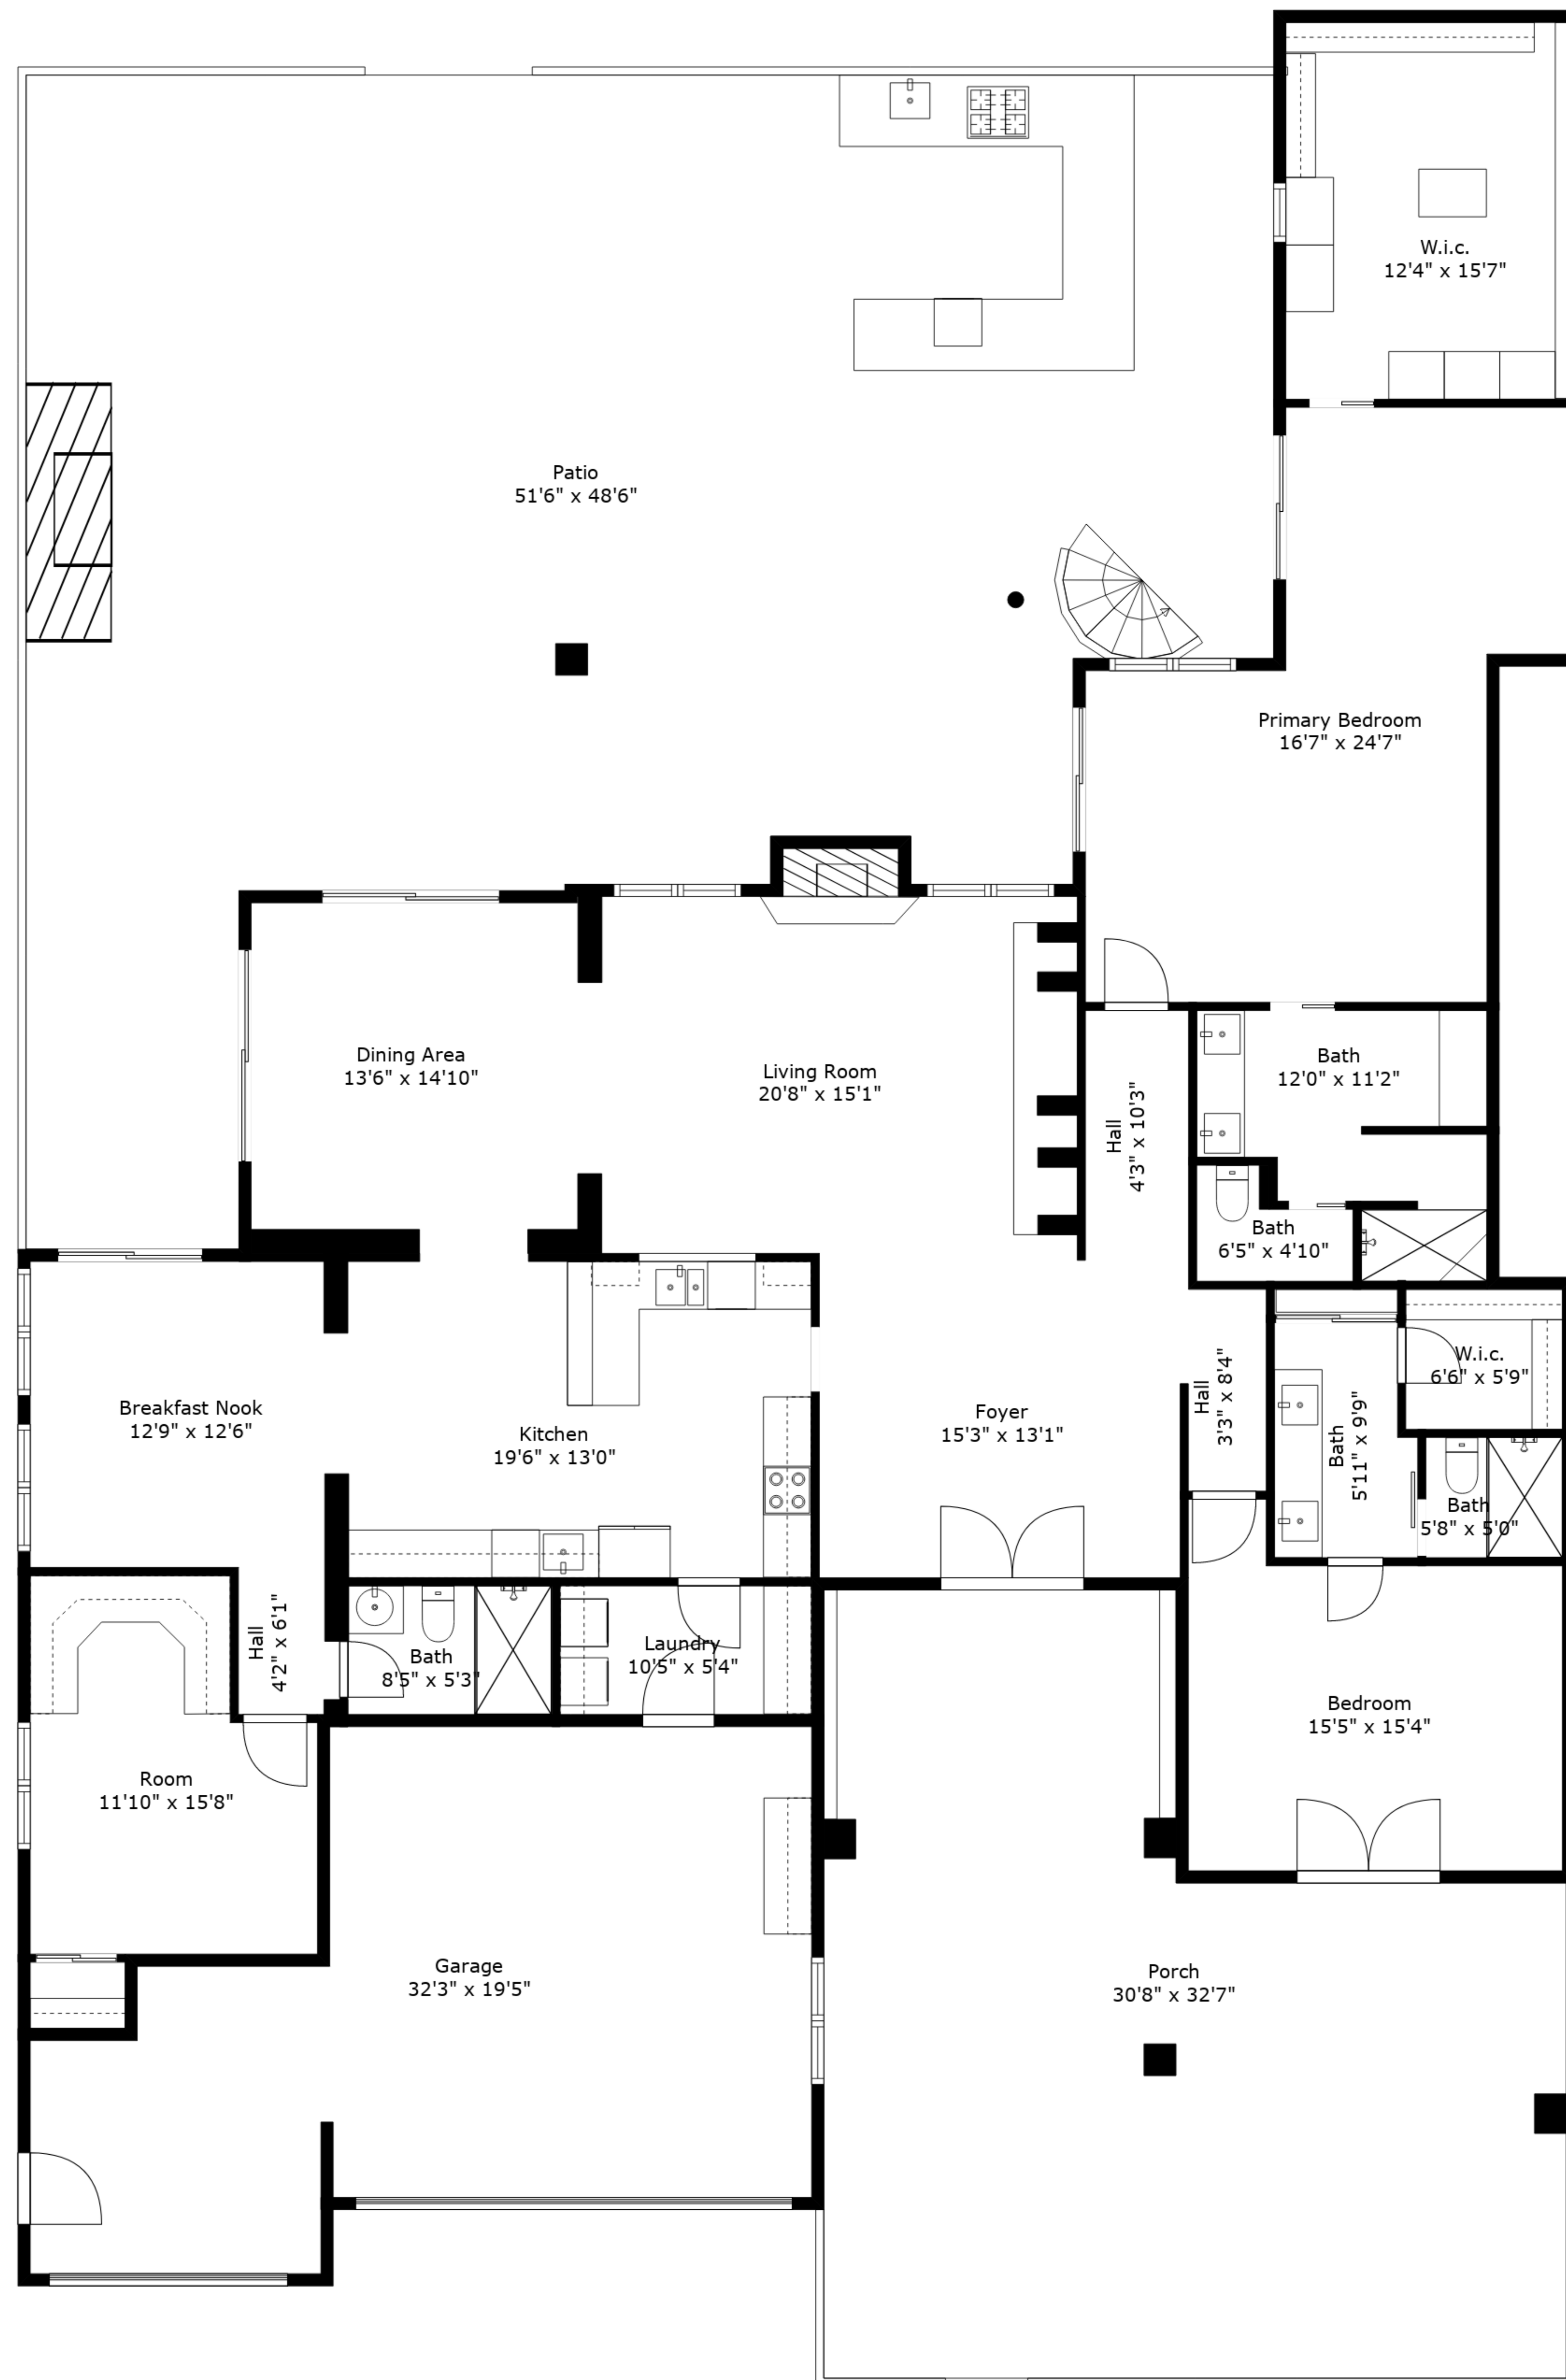 W.i.c.
12'4" x 15'7"
Patio
51'6" x 48'6"
Primary Bedroom
16'7" x 24'7"
Dining Area
13'6" x 14'10"
Living Room
20'8" x 15'1"
Hall
4'3" x 10'3"
Bath
12'0" x 11'2"
Bath
6'5" x 4'10"
Breakfast Nook
12'9" x 12'6"
Kitchen
19'6" x 13'0"
Foyer
15'3" x 13'1"
Hall
3'3" x 8'4"
Bath
5'11" x 9'9"
W.i.c.
6'6" x 5'9"
Bath
5'8" x 5'0"
Hall
4'2" x 6'1"
Bath
8'5" x 5'3"
Laundry
10'5" x 5'4"
Bedroom
15'5" x 15'4"
Room
11'10" x 15'8"
Garage
32'3" x 19'5"
Porch
30'8" x 32'7"